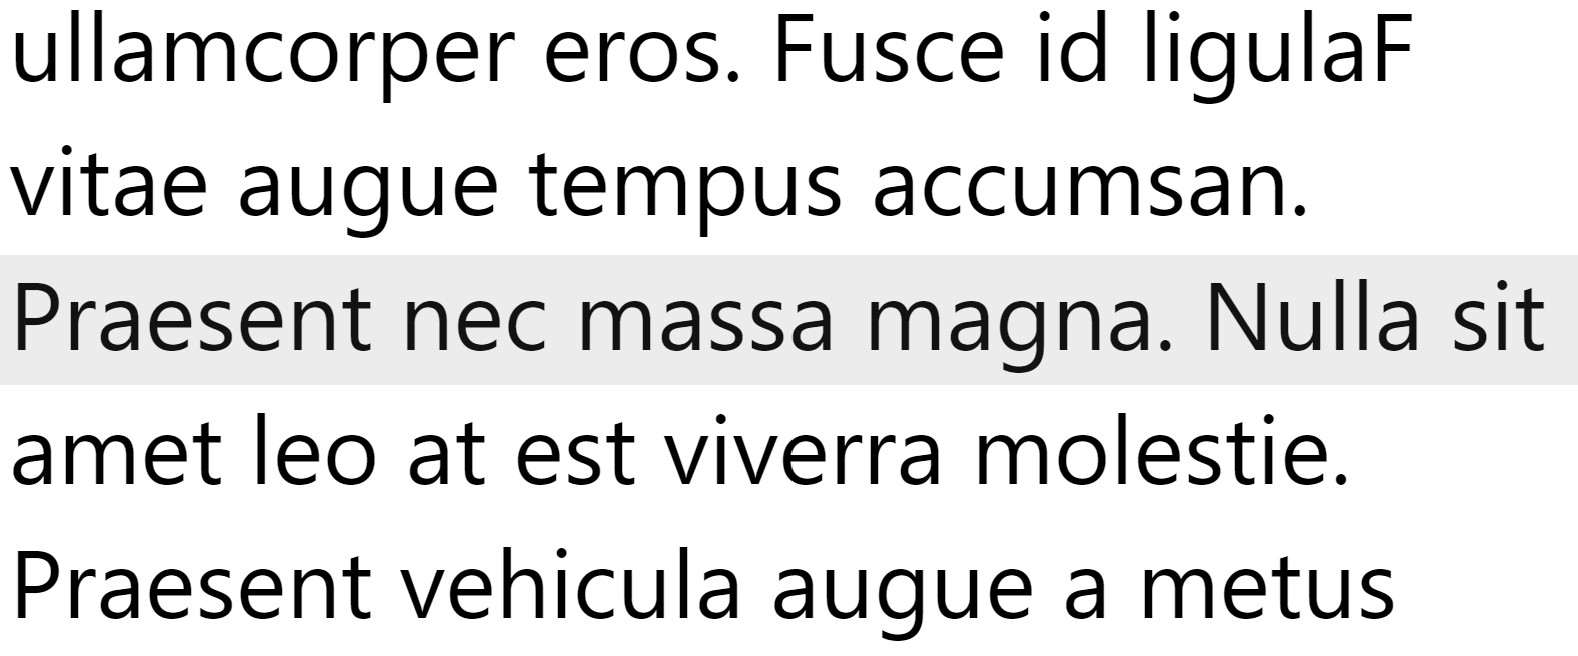 ullamcorper eros. Fusce id ligulaF
vitae augue tempus accumsan.
Praesent nec massa magna. Nulla sit
amet leo at est viverra molestie.
Praesent vehicula augue a metus